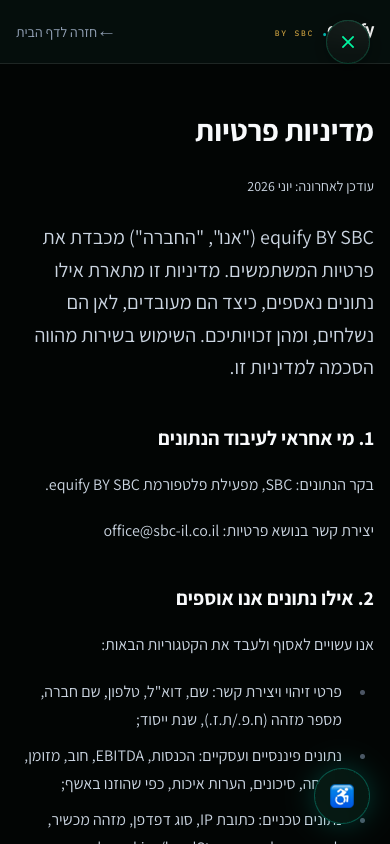 BY SBC
← חזרה לדף הבית
מדיניות פרטיות
עודכן לאחרונה: יוני 2026
equify BY SBC ("אנו", "החברה") מכבדת את
פרטיות המשתמשים. מדיניות זו מתארת אילו
נתונים נאספים, כיצד הם מעובדים, לאן הם
נשלחים, ומהן זכויותיכם. השימוש בשירות מהווה
הסכמה למדיניות זו.
1. מי אחראי לעיבוד הנתונים
בקר הנתונים: SBC, מפעילת פלטפורמת equify BY SBC.
יצירת קשר בנושא פרטיות: office@sbc-il.co.il
2. אילו נתונים אנו אוספים
אנו עשויים לאסוף ולעבד את הקטגוריות הבאות:
• פרטי זיהוי ויצירת קשר: שם, דוא"ל, טלפון, שם חברה,
מספר מזהה (ח.פ./ת.ז.), שנת ייסוד;
• נתונים פיננסיים ועסקיים: הכנסות, EBITDA, חוב, מזומן,
סיכונים, הערות איכות, כפי שהוזנו באשף;
• נתונים טכניים: כתובת IP, סוג דפדפן, מזהה מכשיר,